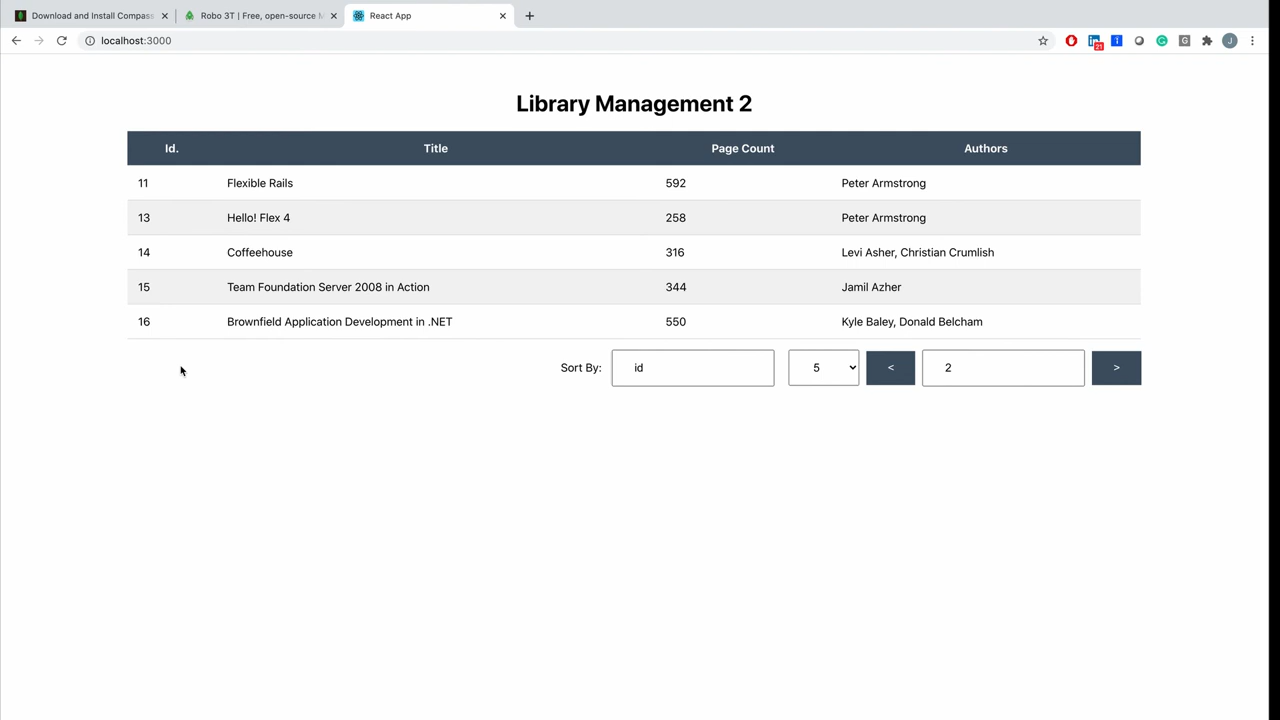 Download and Install Compass
Robo 3T | Free, open-source M
React App
localhost:3000
21
J
Library Management 2
Id. Title Page Count Authors
11 Flexible Rails 592 Peter Armstrong
13 Hello! Flex 4 258 Peter Armstrong
14 Coffeehouse 316 Levi Asher, Christian Crumlish
15 Team Foundation Server 2008 in Action 344 Jamil Azher
16 Brownfield Application Development in .NET 550 Kyle Baley, Donald Belcham
Sort By: id 5 < 2 >